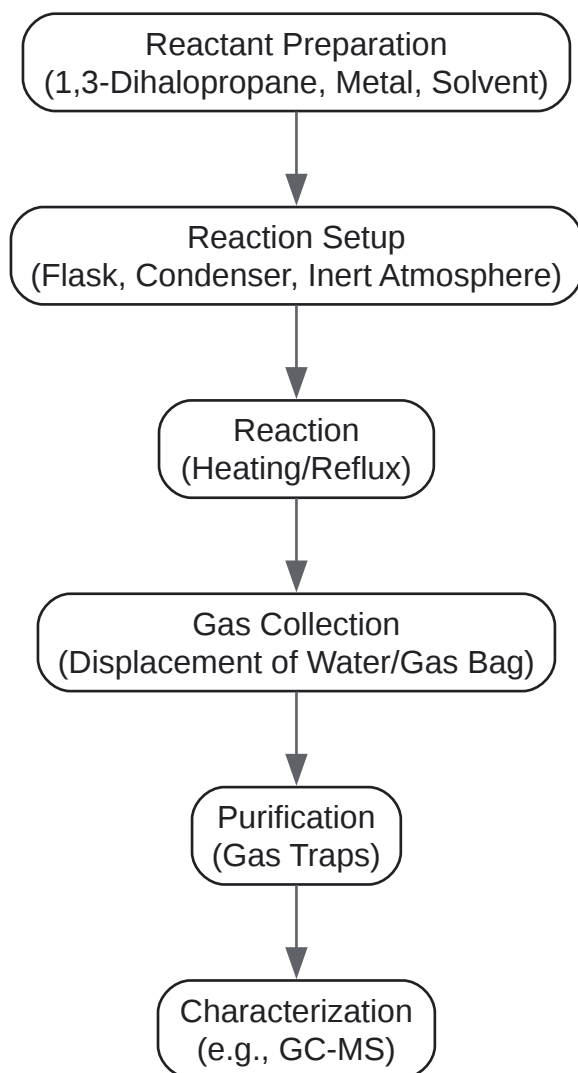 Reactant Preparation
(1,3-Dihalopropane, Metal, Solvent)
Reaction Setup
(Flask, Condenser, Inert Atmosphere)
Reaction
(Heating/Reflux)
Gas Collection
(Displacement of Water/Gas Bag)
Purification
(Gas Traps)
Characterization
(e.g., GC-MS)